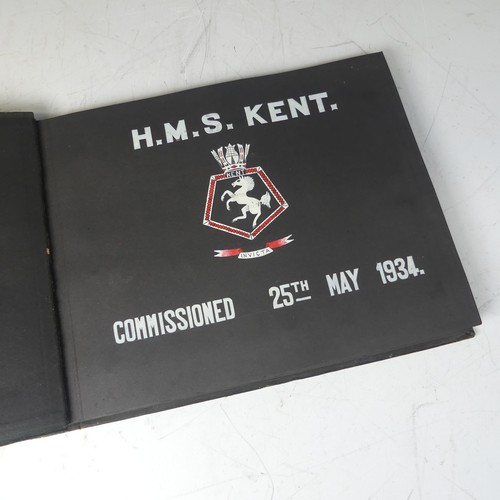 H.M.S. KENT.
KENT
INVICTA
COMMISSIONED 25TH MAY 1934.